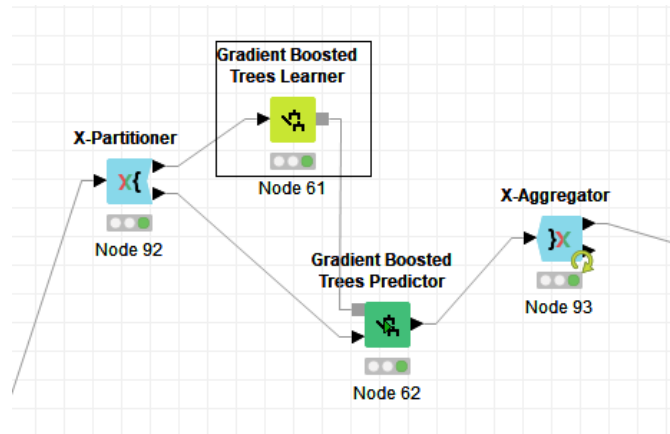 Gradient Boosted
Trees Learner
X-Partitioner
Node 61
X-Aggregator
Node 92
Gradient Boosted
Trees Predictor
Node 93
Node 62